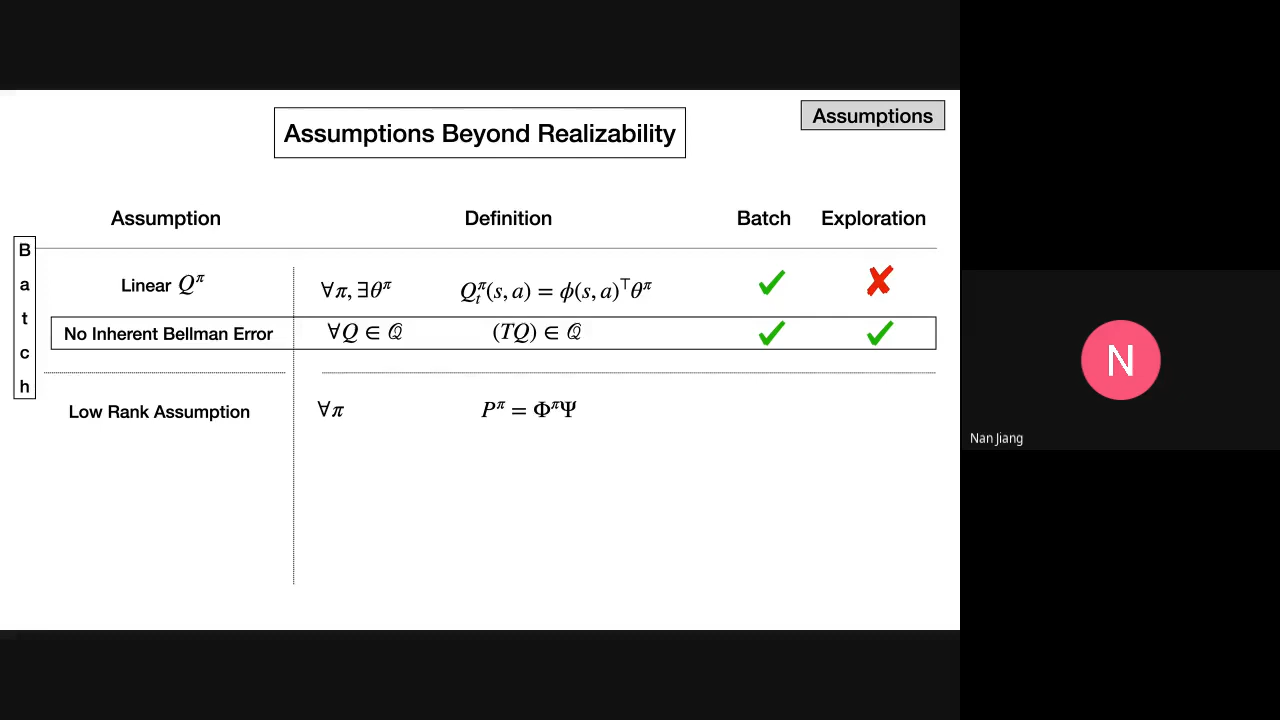 Assumptions
Assumptions Beyond Realizability
Assumption Definition Batch Exploration
Batch
Linear Q^π ∀π, ∃θ^π Q_t^π(s, a) = ϕ(s, a)^⊤θ^π ✓ ✗
No Inherent Bellman Error ∀Q ∈ 𝒬 (TQ) ∈ 𝒬 ✓ ✓
Low Rank Assumption ∀π P^π = Φ^πΨ
N
Nan Jiang